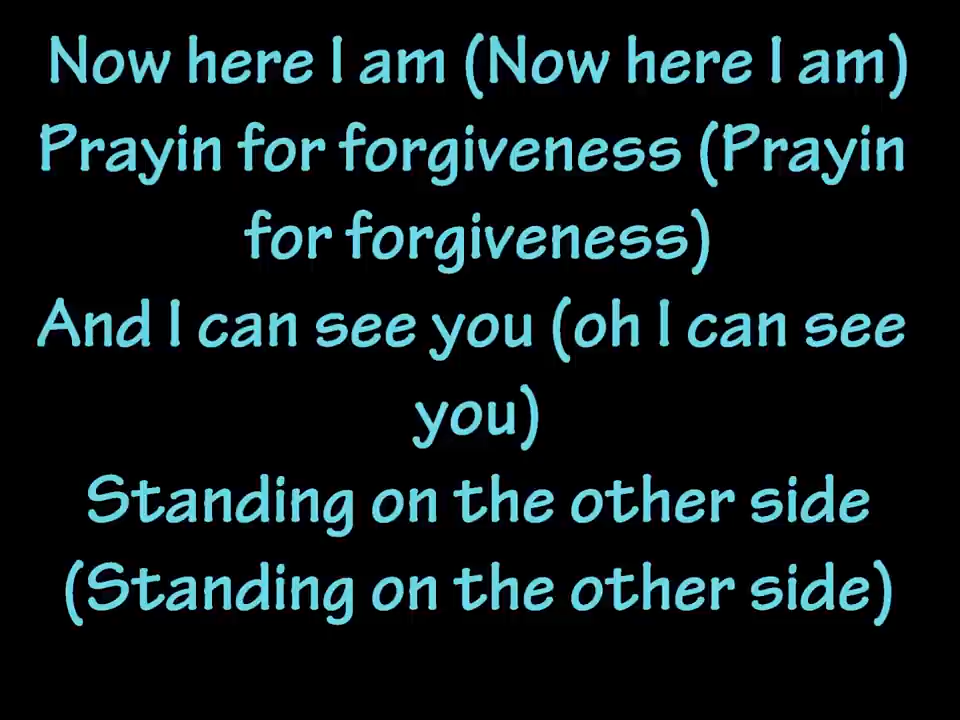 Now here I am (Now here I am)
Prayin for forgiveness (Prayin
for forgiveness)
And I can see you (oh I can see
you)
Standing on the other side
(Standing on the other side)